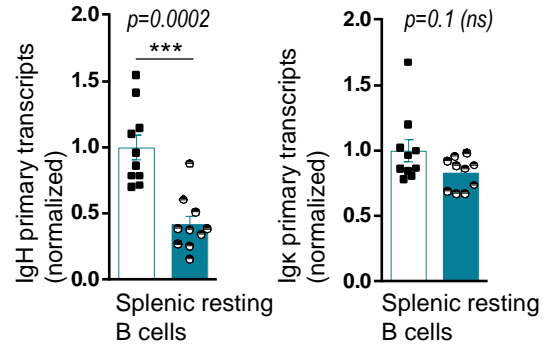 p=0.0002
***
2.0
1.5
1.0
0.5
0.0
IgH primary transcripts
(normalized)
Splenic resting
B cells
p=0.1 (ns)
2.0
1.5
1.0
0.5
0.0
Igκ primary transcripts
(normalized)
Splenic resting
B cells